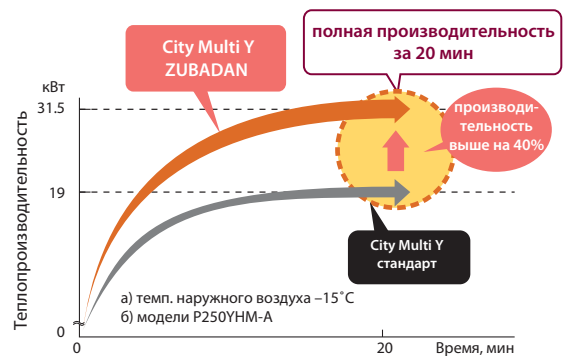 City Multi Y
ZUBADAN
полная производительность
за 20 мин
кВт
31.5
производи-
тельность
выше на 40%
Теплопроизводительность
19
City Multi Y
стандарт
а) темп. наружного воздуха –15˚C
б) модели P250YHM-A
0
0
20
Время, мин